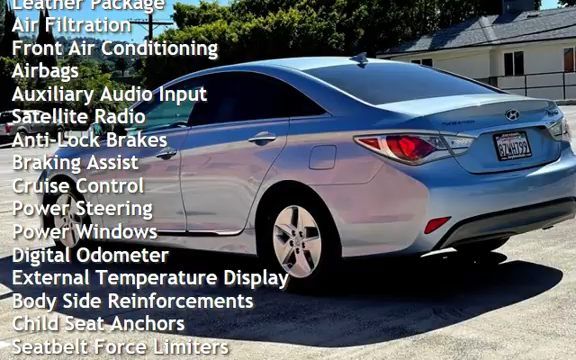 Leather Package
Air Filtration
Front Air Conditioning
Airbags
Auxiliary Audio Input
Satellite Radio
Anti-Lock Brakes
Braking Assist
Cruise Control
Power Steering
Power Windows
Digital Odometer
External Temperature Display
Body Side Reinforcements
Child Seat Anchors
Seatbelt Force Limiters